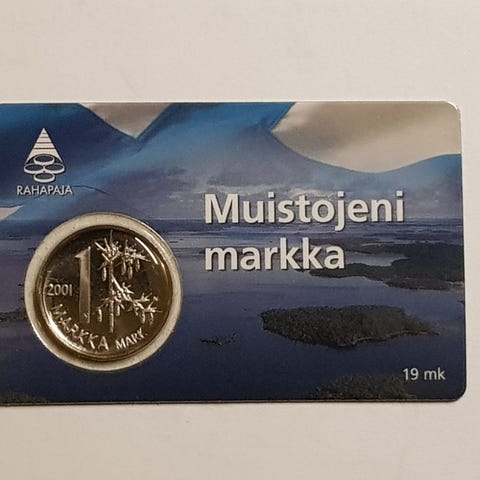 RAHAPAJA
Muistojeni
markka
2001
1
MARKKA MARK
19 mk